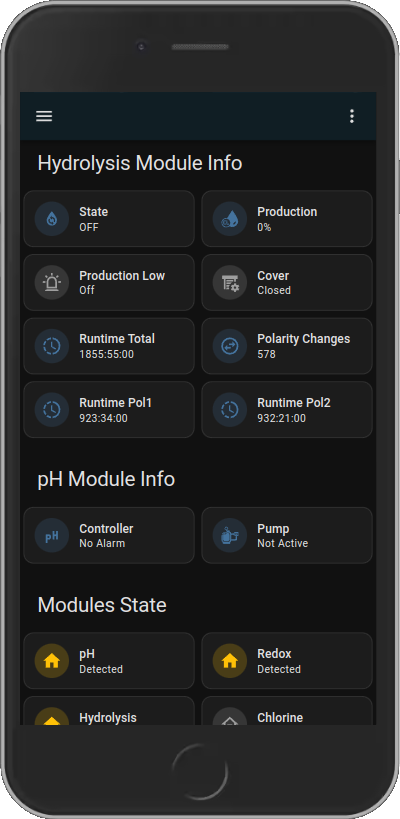 Hydrolysis Module Info
State
OFF
Production
0%
Production Low
Off
Cover
Closed
Runtime Total
1855:55:00
Polarity Changes
578
Runtime Pol1
923:34:00
Runtime Pol2
932:21:00
pH Module Info
pH
Controller
No Alarm
Pump
Not Active
Modules State
pH
Detected
Redox
Detected
Hydrolysis
Chlorine